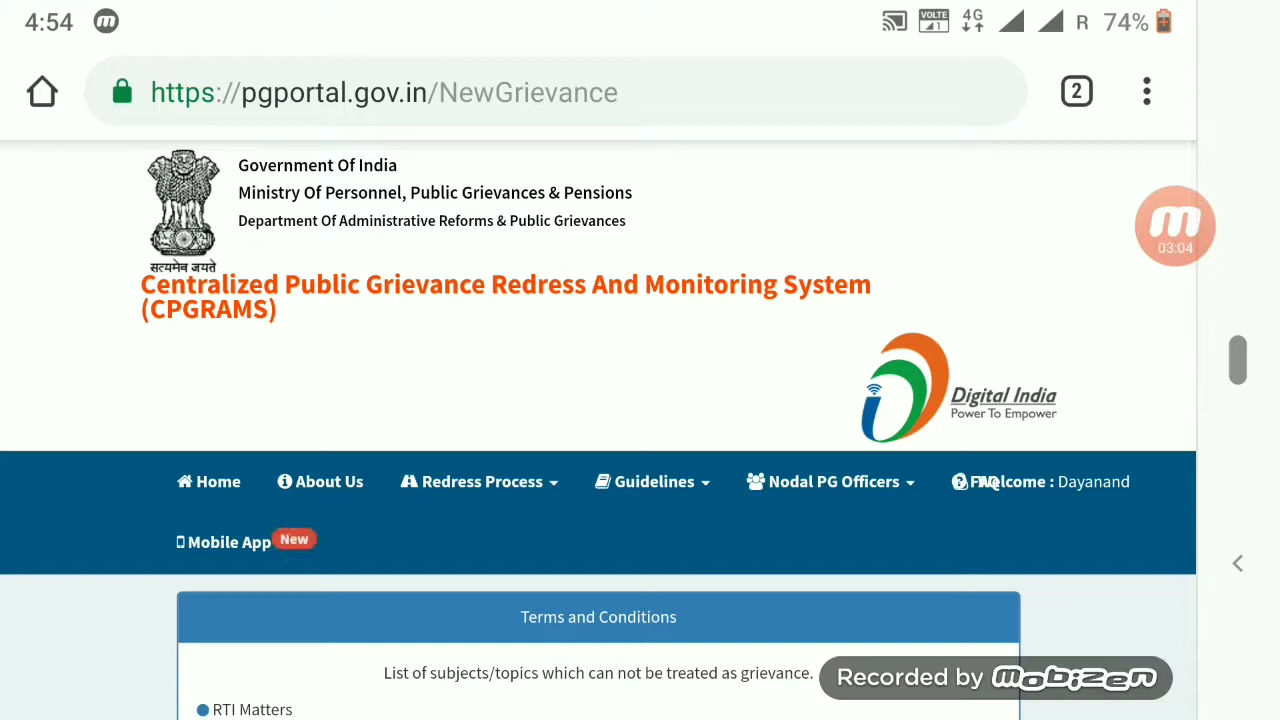 4:54
VOLTE
4G
R 74%
https://pgportal.gov.in/NewGrievance
2
Government Of India
Ministry Of Personnel, Public Grievances & Pensions
Department Of Administrative Reforms & Public Grievances
सत्यमेव जयते
Centralized Public Grievance Redress And Monitoring System
(CPGRAMS)
03:04
Digital India
Power To Empower
Home About Us Redress Process Guidelines Nodal PG Officers FAQ Welcome : Dayanand
Mobile App New
Terms and Conditions
List of subjects/topics which can not be treated as grievance.
Recorded by mobizen
RTI Matters